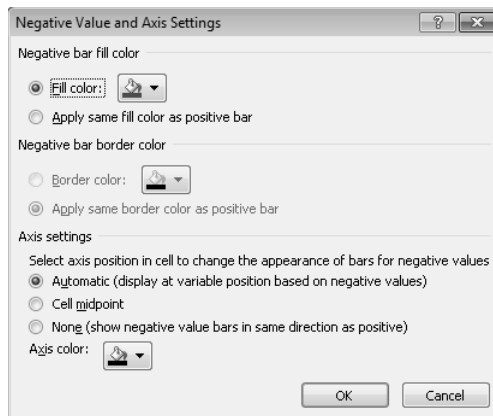 Negative Value and Axis Settings
Negative bar fill color
Fill color:
Apply same fill color as positive bar
Negative bar border color
Border color:
Apply same border color as positive bar
Axis settings
Select axis position in cell to change the appearance of bars for negative values
Automatic (display at variable position based on negative values)
Cell midpoint
None (show negative value bars in same direction as positive)
Axis color:
OK Cancel